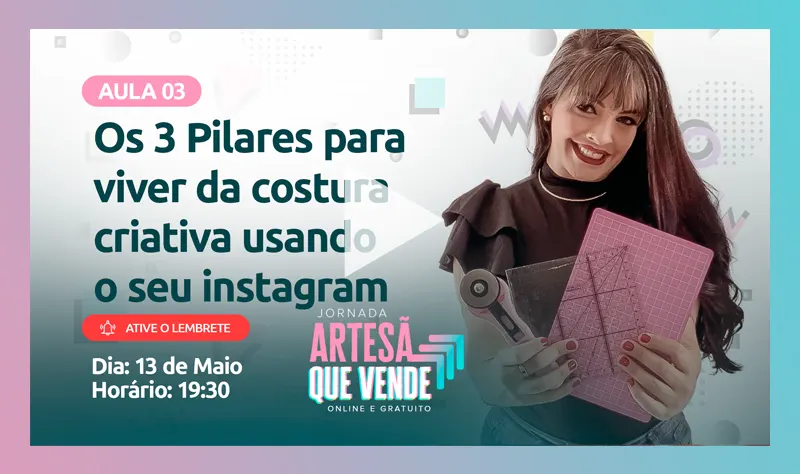 AULA 03
Os 3 Pilares para
viver da costura
criativa usando
o seu instagram
ATIVE O LEMBRETE
Dia: 13 de Maio
Horário: 19:30
JORNADA
ARTESÃ
QUE VENDE
ONLINE E GRATUITO